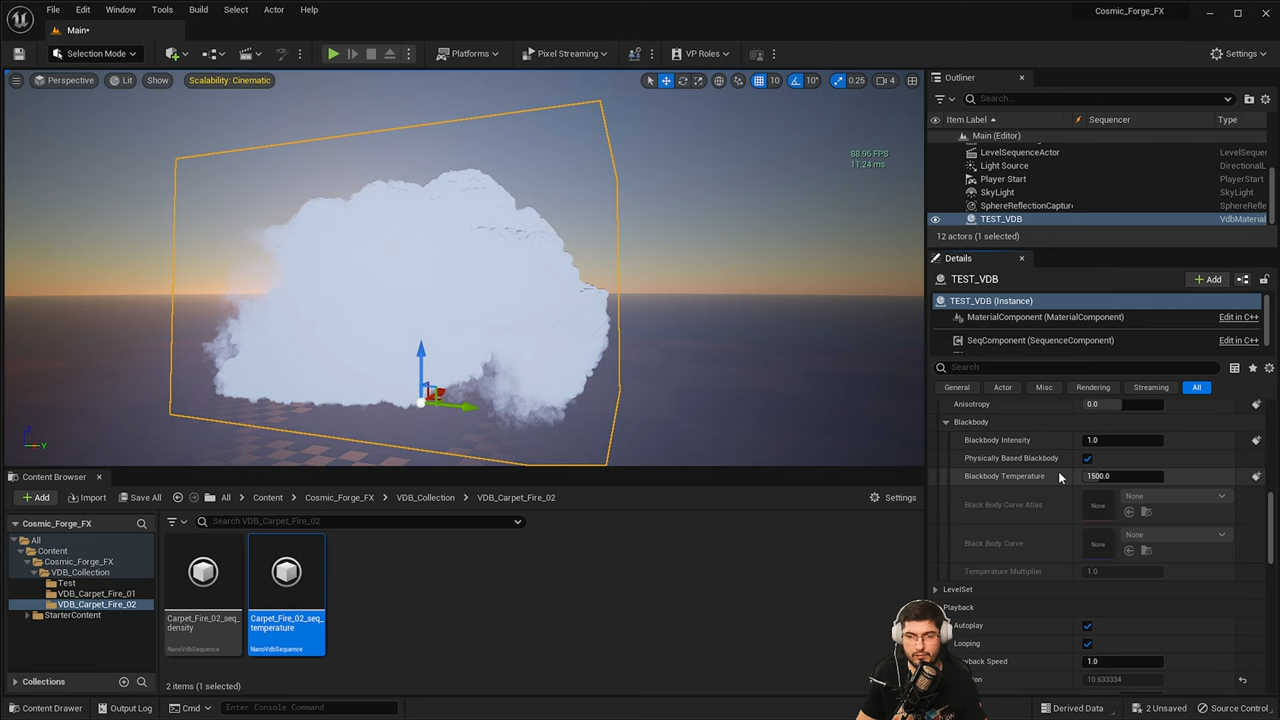 File Edit Window Tools Build Select Actor Help
Cosmic_Forge_FX
Main•
Selection Mode
Platforms
Pixel Streaming
VP Roles
Settings
Perspective
Lit
Show
Scalability: Cinematic
10
10°
0.25
4
88.96 FPS
11.24 ms
Outliner
Search...
Item Label
Sequencer
Type
Main (Editor)
LevelSequenceActor LevelSequer
Light Source DirectionalL
Player Start PlayerStart
SkyLight SkyLight
SphereReflectionCapture SphereRefle
TEST_VDB VdbMaterial
12 actors (1 selected)
Details
TEST_VDB
Add
TEST_VDB (Instance)
MaterialComponent (MaterialComponent) Edit in C++
SeqComponent (SequenceComponent) Edit in C++
Search
General Actor Misc Rendering Streaming All
Anisotropy 0.0
Blackbody
Blackbody Intensity 1.0
Physically Based Blackbody
Blackbody Temperature 1500.0
Black Body Curve Atlas None None
Black Body Curve None None
Temperature Multiplier 1.0
LevelSet
Playback
Autoplay
Looping
Speed 1.0
10.633334
Content Browser
Add Import Save All All Content Cosmic_Forge_FX VDB_Collection VDB_Carpet_Fire_02 Settings
Cosmic_Forge_FX
Search VDB_Carpet_Fire_02
All
Content
Cosmic_Forge_FX
VDB_Collection
Test
VDB_Carpet_Fire_01
VDB_Carpet_Fire_02
StarterContent
Carpet_Fire_02_seq_
density
NanoVdbSequence
Carpet_Fire_02_seq_
temperature
NanoVdbSequence
Collections
2 items (1 selected)
Content Drawer Output Log Cmd Enter Console Command Derived Data 2 Unsaved Source Control
X
Y